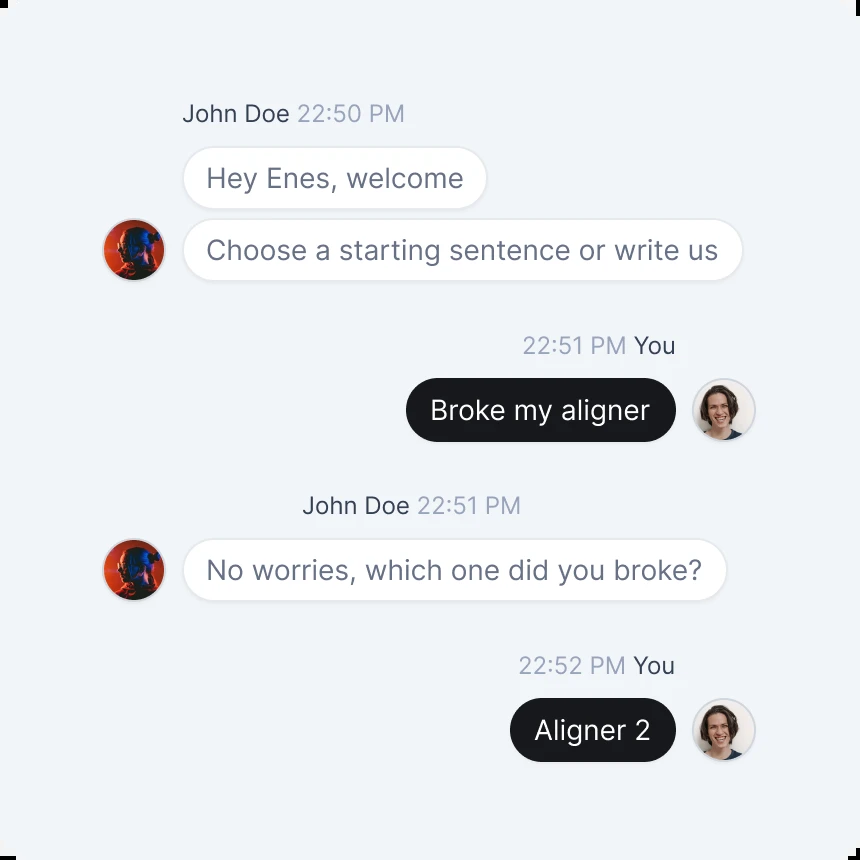 John Doe 22:50 PM
Hey Enes, welcome
Choose a starting sentence or write us
22:51 PM You
Broke my aligner
John Doe 22:51 PM
No worries, which one did you broke?
22:52 PM You
Aligner 2